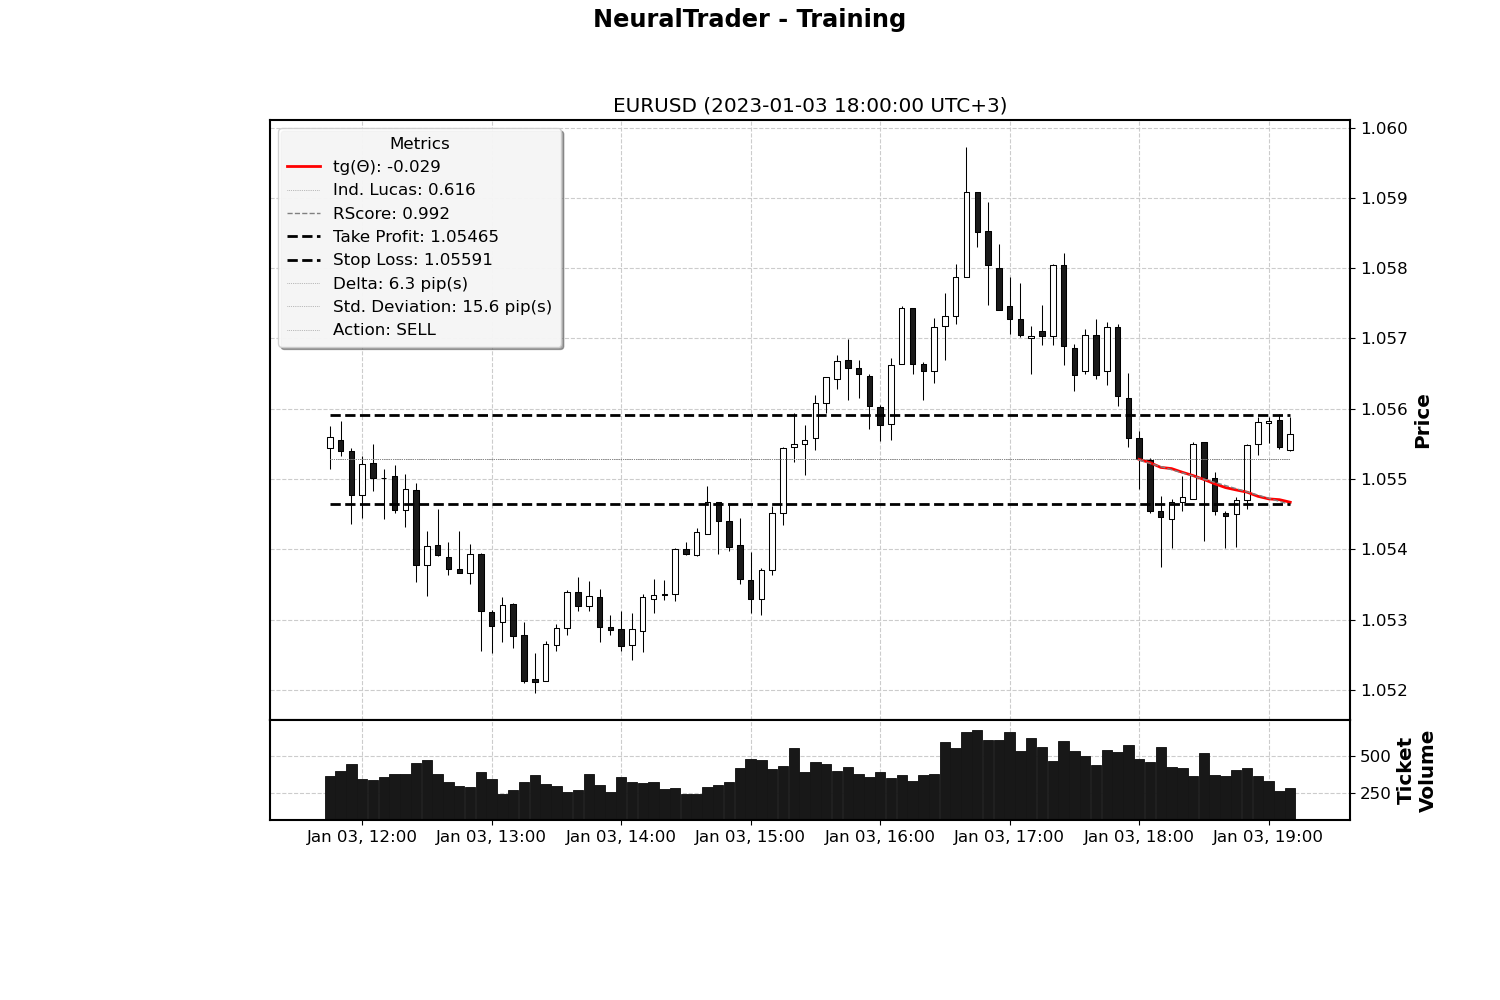 NeuralTrader - Training
EURUSD (2023-01-03 18:00:00 UTC+3)
Metrics
tg(Θ): -0.029
Ind. Lucas: 0.616
RScore: 0.992
Take Profit: 1.05465
Stop Loss: 1.05591
Delta: 6.3 pip(s)
Std. Deviation: 15.6 pip(s)
Action: SELL
1.060
1.059
1.058
1.057
1.056
1.055
1.054
1.053
1.052
Price
500
250
Ticket
Volume
Jan 03, 12:00
Jan 03, 13:00
Jan 03, 14:00
Jan 03, 15:00
Jan 03, 16:00
Jan 03, 17:00
Jan 03, 18:00
Jan 03, 19:00